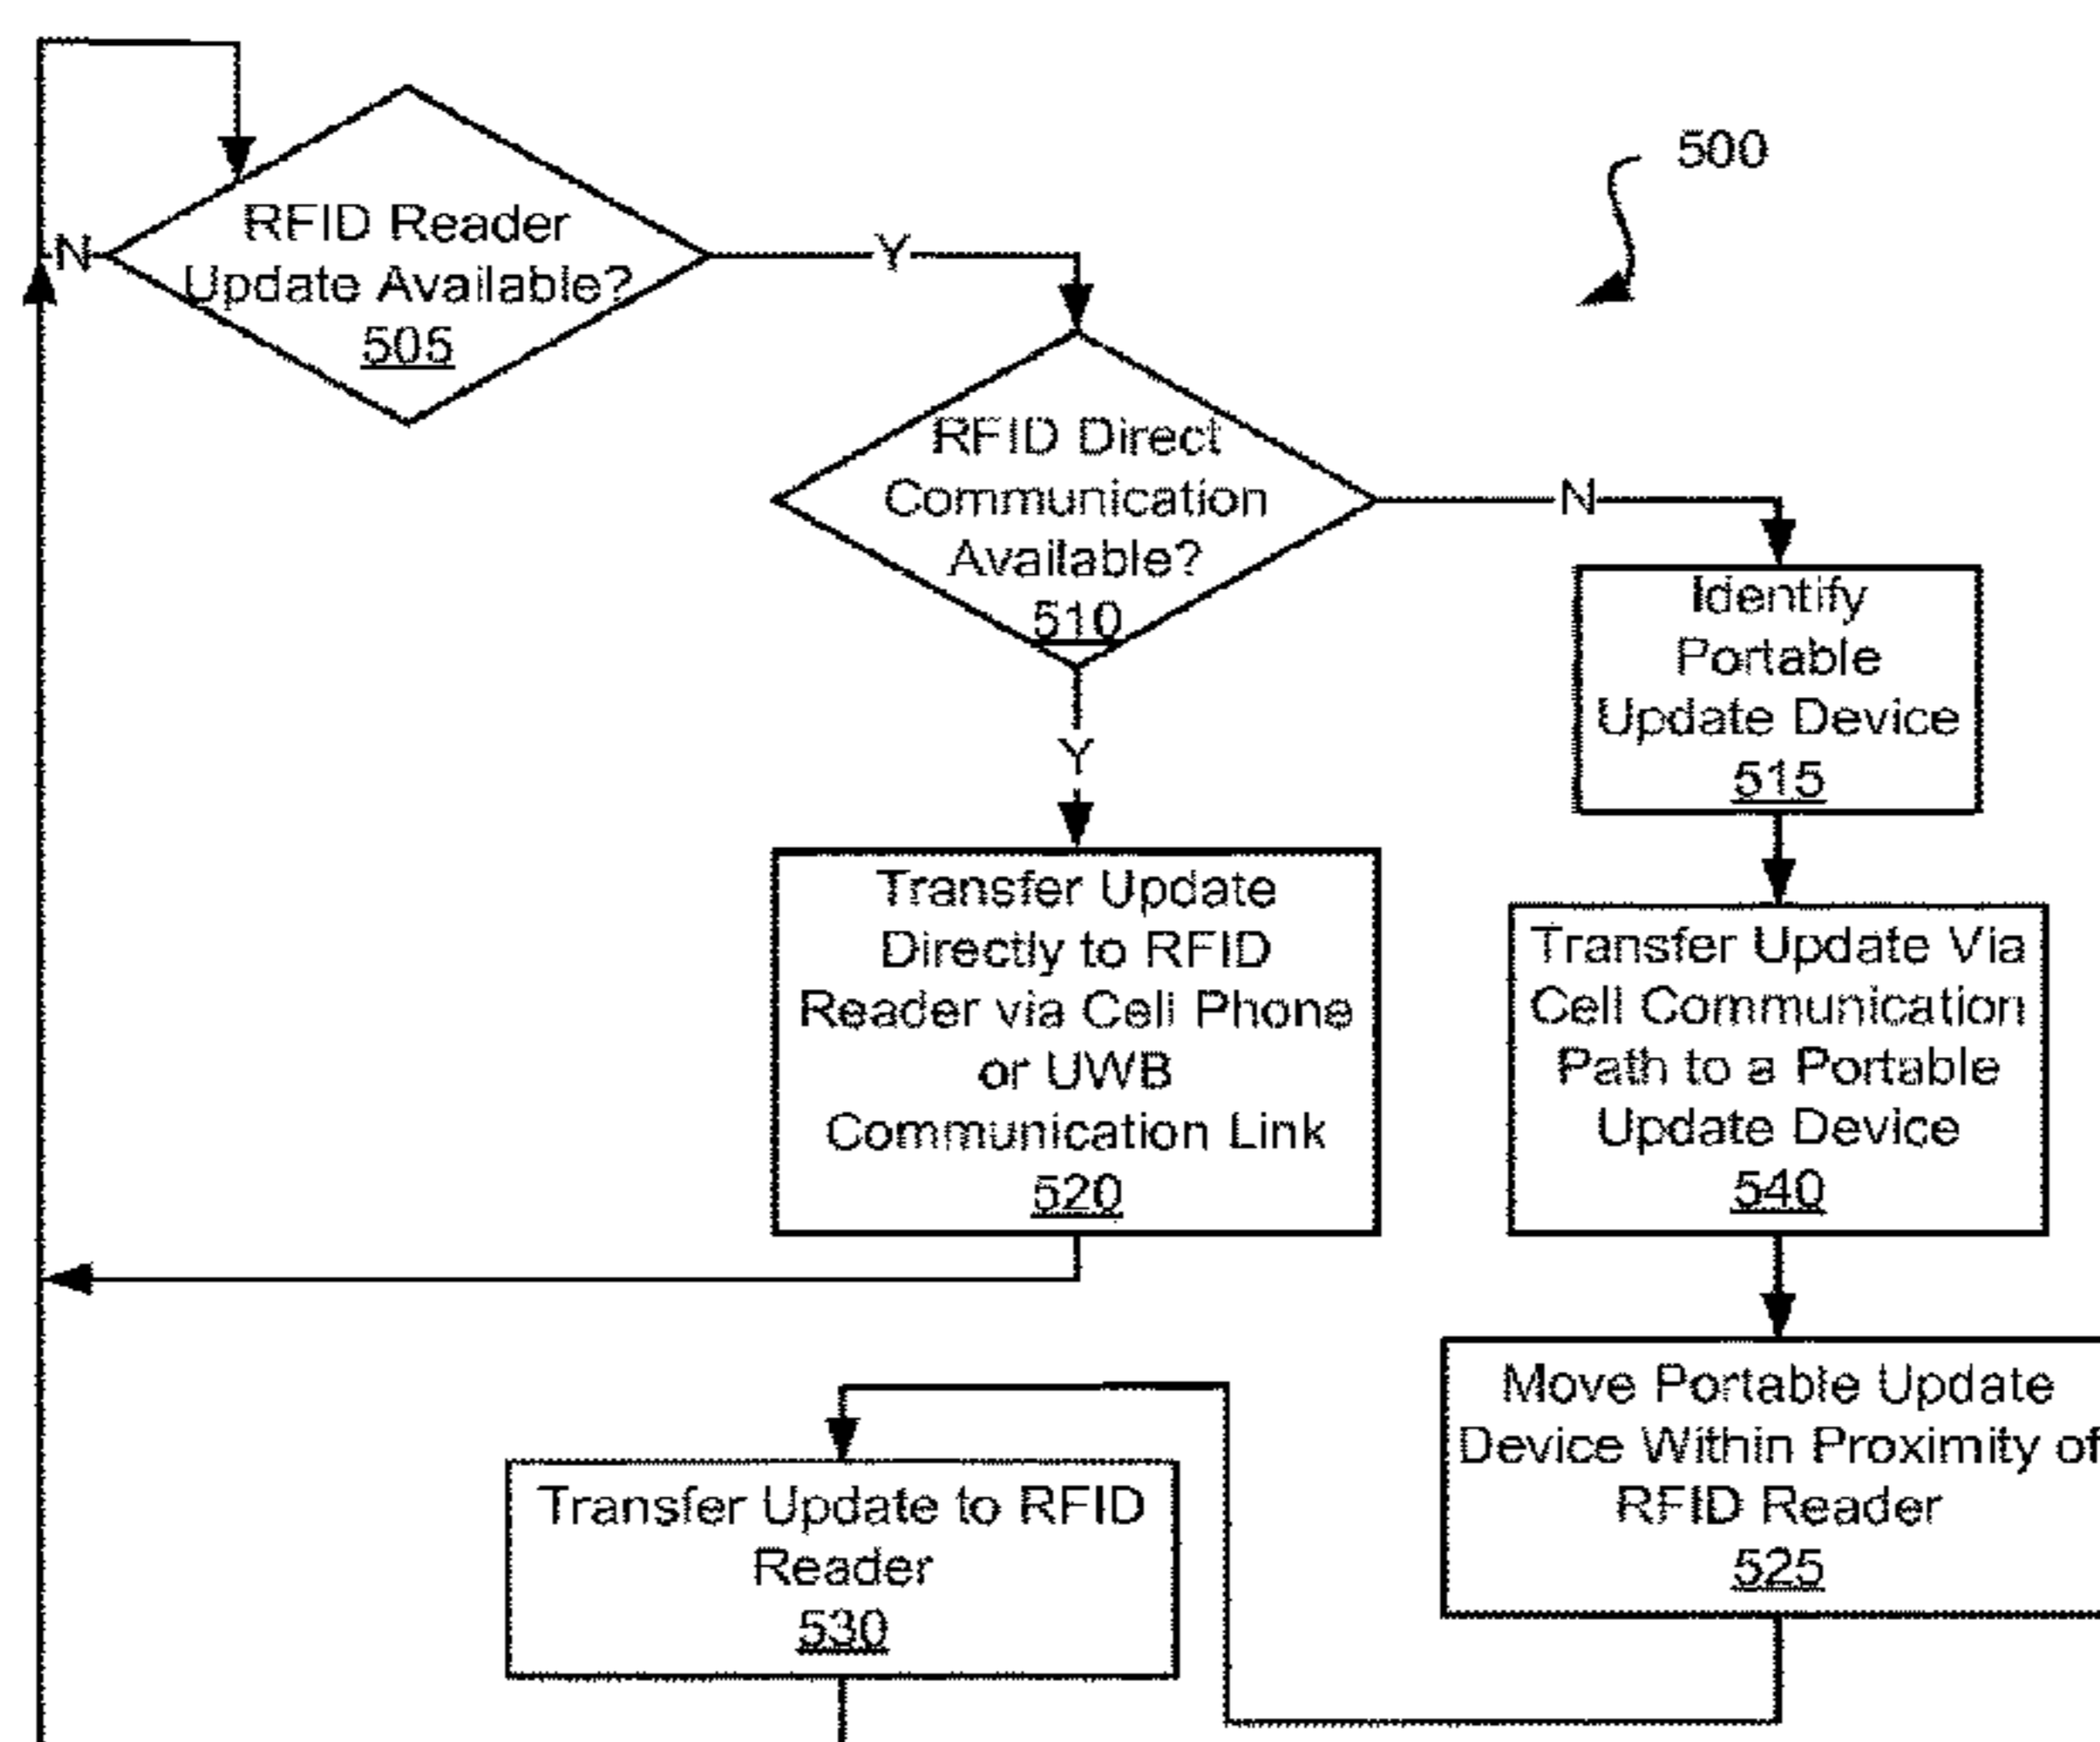 500
RFID Reader
Update Available?
505
N
Y
RFID Direct
Communication
Available?
510
N
Y
Identify
Portable
Update Device
515
Transfer Update
Directly to RFID
Reader via Cell Phone
or UWB
Communication Link
520
Transfer Update Via
Cell Communication
Path to a Portable
Update Device
540
Move Portable Update
Device Within Proximity of
RFID Reader
525
Transfer Update to RFID
Reader
530